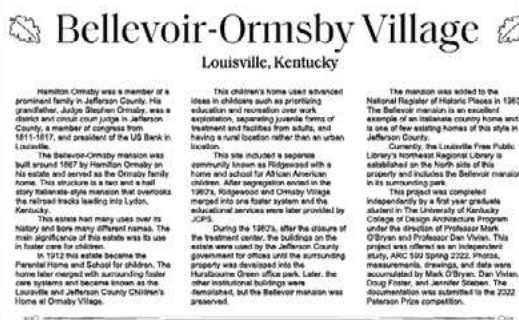 Bellevoir-Ormsby Village
Louisville, Kentucky
Hamilton Ormsby was a member of a
prominent family in Jefferson County. His
grandfather, Judge Stephen Ormsby, was a
district and circuit court judge in Jefferson
County, a member of congress from
1811-1817, and president of the US Bank in
Louisville.
The Bellevoir-Ormsby mansion was
built around 1867 by Hamilton Ormsby on
his estate and served as the Ormsby family
home. This structure is a two and a half
story Italianate-style mansion that overlooks
the railroad tracks leading into Lydon,
Kentucky.
This estate had many uses over its
history and bore many different names. The
main significance of this estate was its use
in foster care for children.
In 1912 this estate became the
Parental Home and School for children. The
home later merged with surrounding foster
care systems and became known as the
Louisville and Jefferson County Children's
Home at Ormsby Village.
This children's home used advanced
ideas in childcare such as prioritizing
education and recreation over work
exploitation, separating juvenile forms of
treatment and facilities from adults, and
having a rural location rather than an urban
location.
This site included a separate
community known as Ridgewood with a
home and school for African American
children. After segregation ended in the
1960's, Ridgewood and Ormsby Village
merged into one foster system and the
educational services were later provided by
JCPS.
During the 1980's, after the closure of
the treatment center, the buildings on the
estate were used by the Jefferson County
government for offices until the surrounding
property was developed into the
Hurstbourne Green office park. Later, the
other institutional buildings were
demolished, but the Bellevoir mansion was
preserved.
The mansion was added to the
National Register of Historic Places in
The Bellevoir mansion is an excellent
example of an Italianate country home and
is one of few existing homes of this style in
Jefferson County.
Currently, the Louisville Free Public
Library's Northeast Regional Library is
established on the North side of this
property and includes the Bellevoir mansion
in its surrounding park.
This project was completed
independently by a first year graduate
student in The University of Kentucky
College of Design Architecture Program
under the direction of Professor Mark
O'Bryan and Professor Dan Vivian. This
project was offered as an independent
study, ARC 599 Spring 2022. Photos,
measurements, drawings, and data were
accumulated by Mark O'Bryan, Dan Vivian,
Doug Foster, and Jennifer Stieben. The
documentation was submitted to the 2022
Peterson Prize competition.